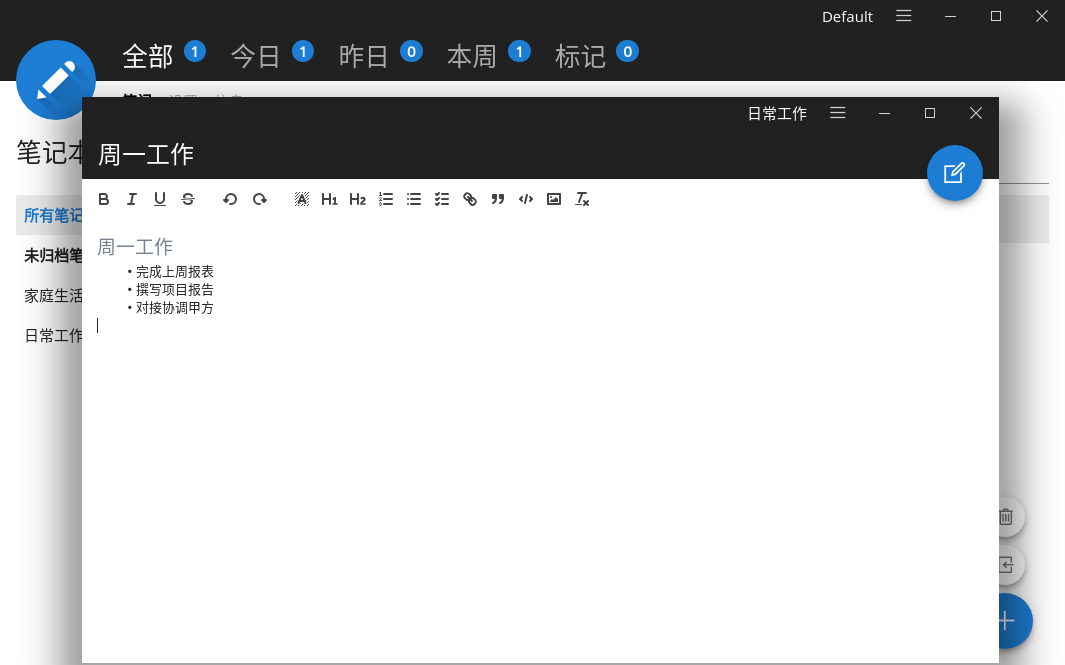 Default
全部 1 今日 1 昨日 0 本周 1 标记 0
笔记本
所有笔记
未归档笔
家庭生活
日常工作
日常工作
周一工作
B I U S H1 H2
周一工作
• 完成上周报表
• 撰写项目报告
• 对接协调甲方